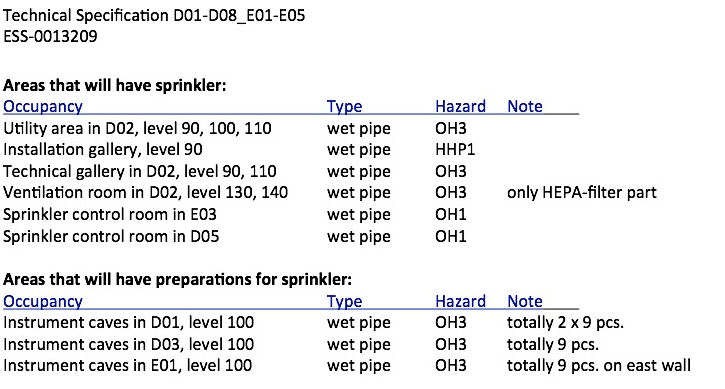 Technical Specification D01-D08_E01-E05
ESS-0013209
Areas that will have sprinkler:
Occupancy Type Hazard Note
Utility area in D02, level 90, 100, 110 wet pipe OH3
Installation gallery, level 90 wet pipe HHP1
Technical gallery in D02, level 90, 110 wet pipe OH3
Ventilation room in D02, level 130, 140 wet pipe OH3 only HEPA-filter part
Sprinkler control room in E03 wet pipe OH1
Sprinkler control room in D05 wet pipe OH1
Areas that will have preparations for sprinkler:
Occupancy Type Hazard Note
Instrument caves in D01, level 100 wet pipe OH3 totally 2 x 9 pcs.
Instrument caves in D03, level 100 wet pipe OH3 totally 9 pcs.
Instrument caves in E01, level 100 wet pipe OH3 totally 9 pcs. on east wall